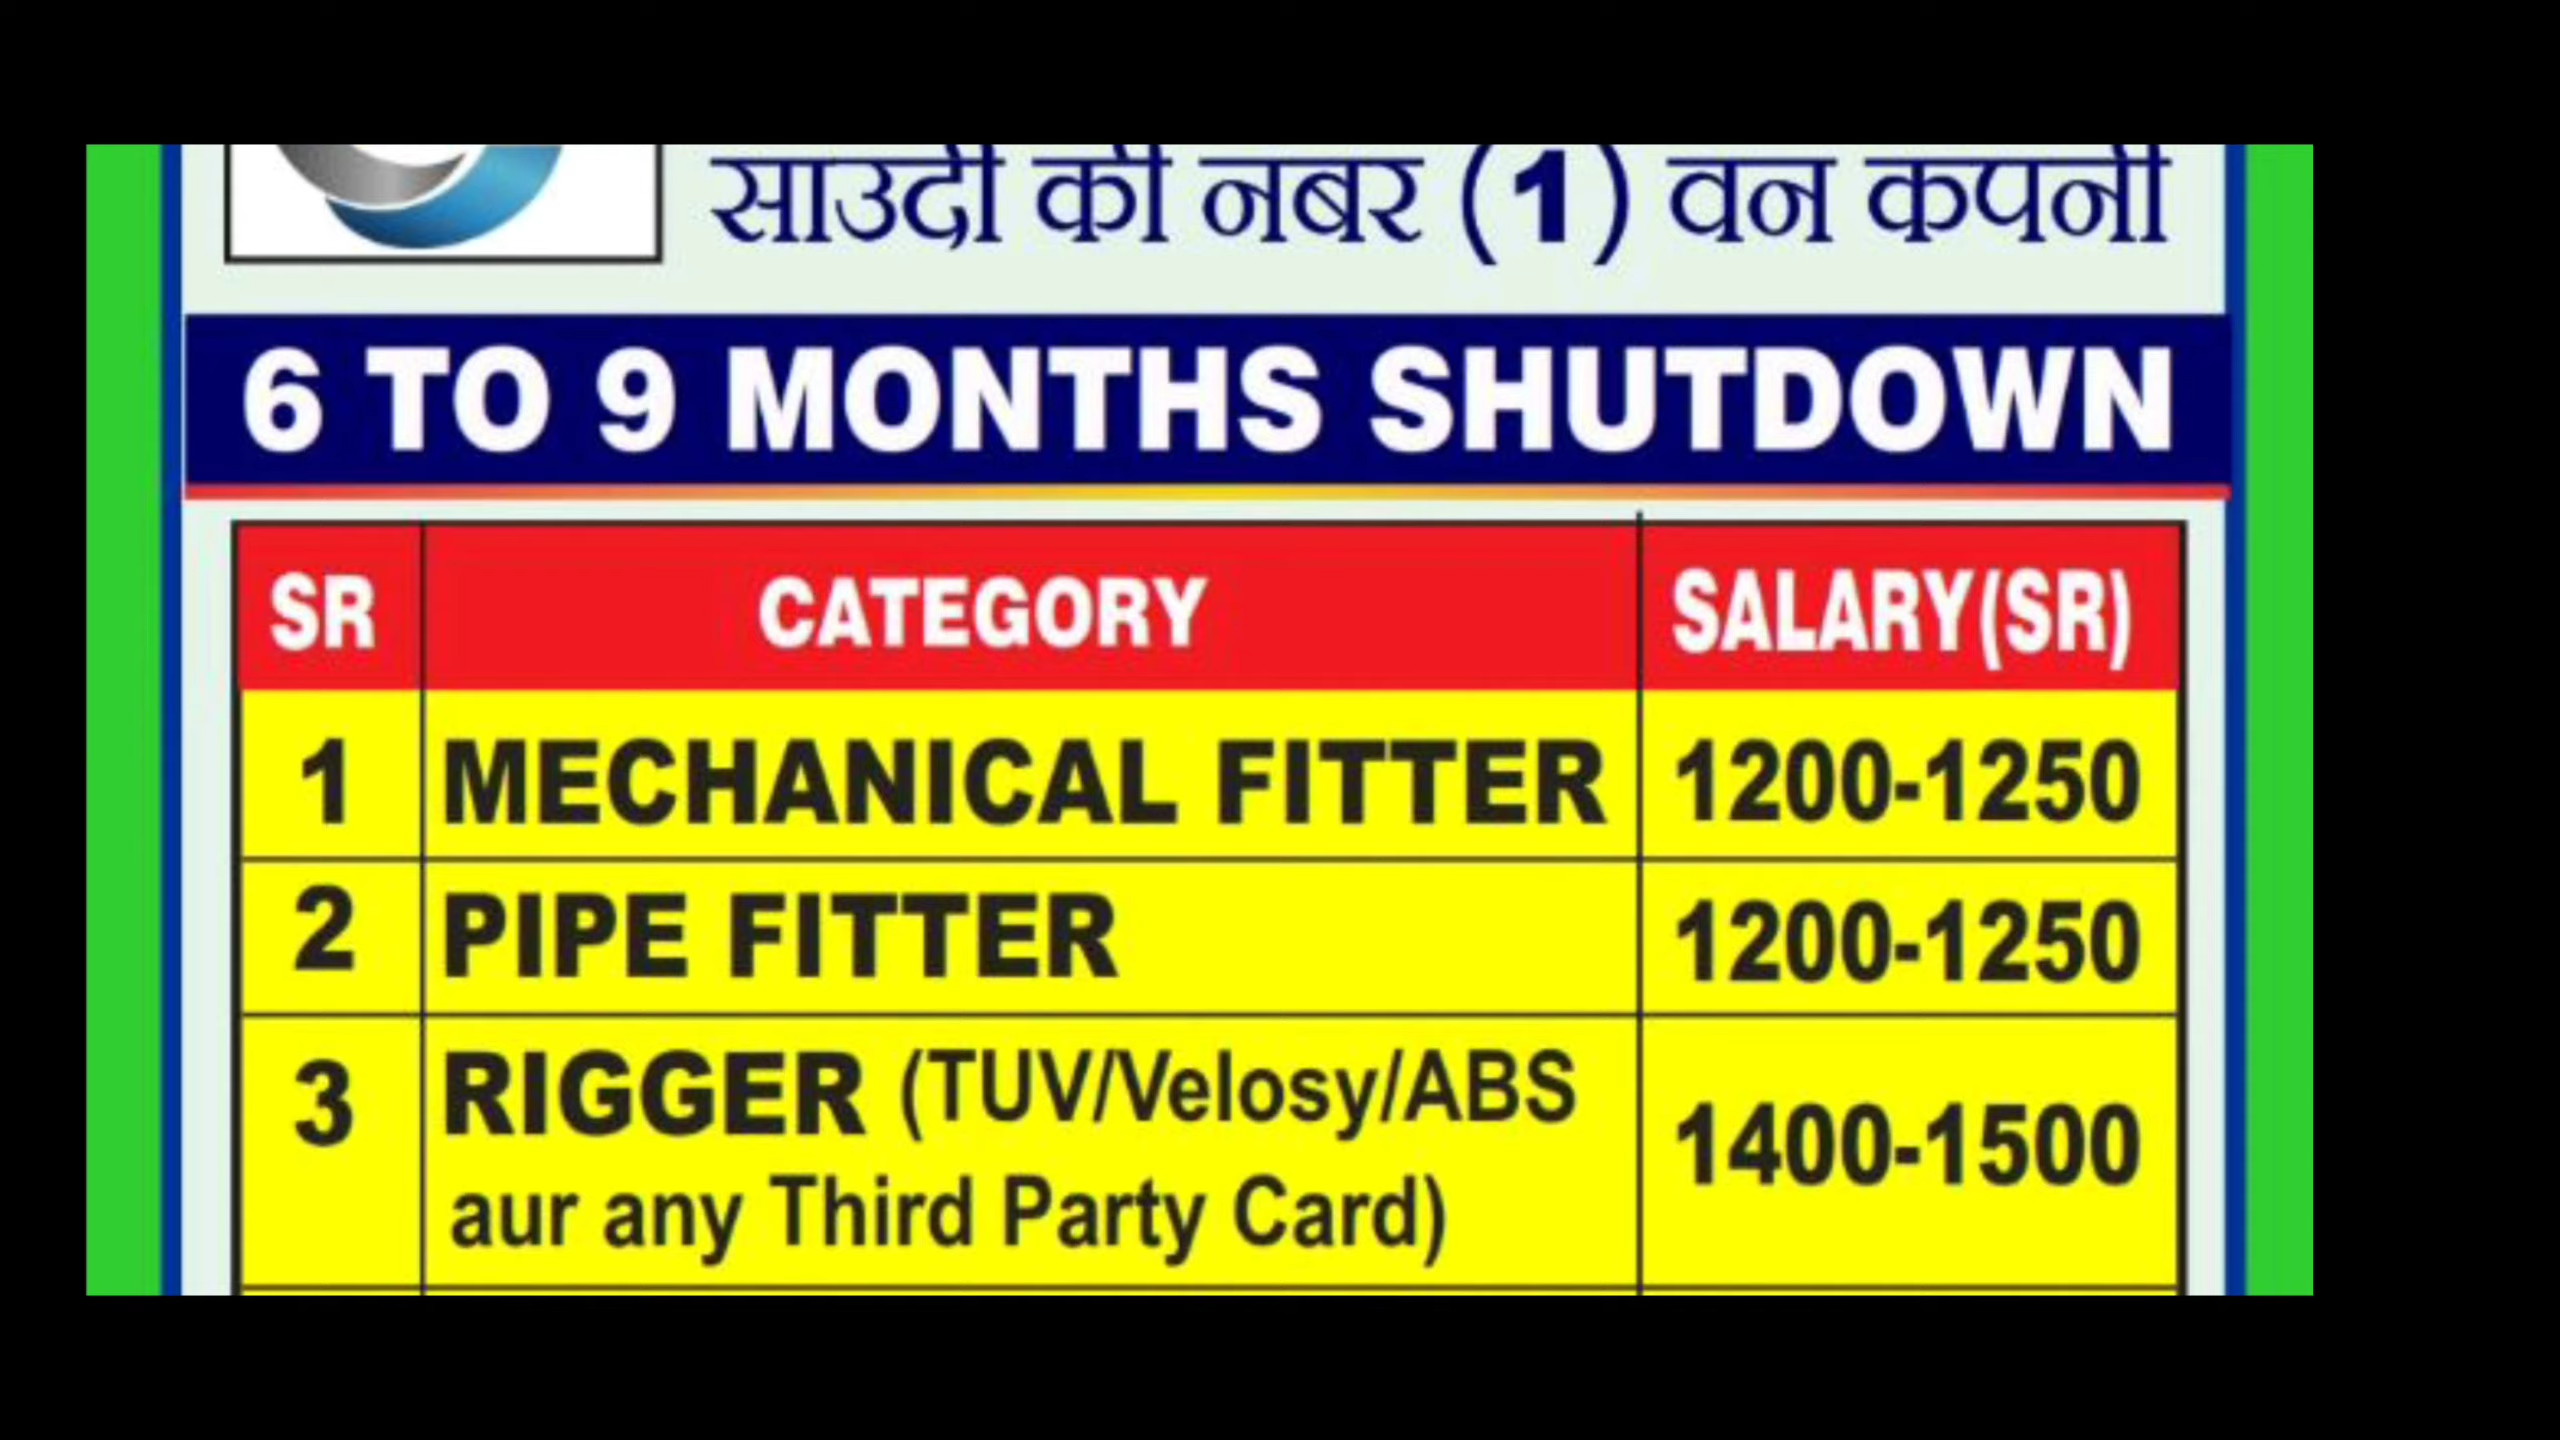 साउदी की नंबर (1) वन कंपनी
6 TO 9 MONTHS SHUTDOWN
SR CATEGORY SALARY(SR)
1 MECHANICAL FITTER 1200-1250
2 PIPE FITTER 1200-1250
3 RIGGER (TUV/Velosy/ABS
aur any Third Party Card) 1400-1500